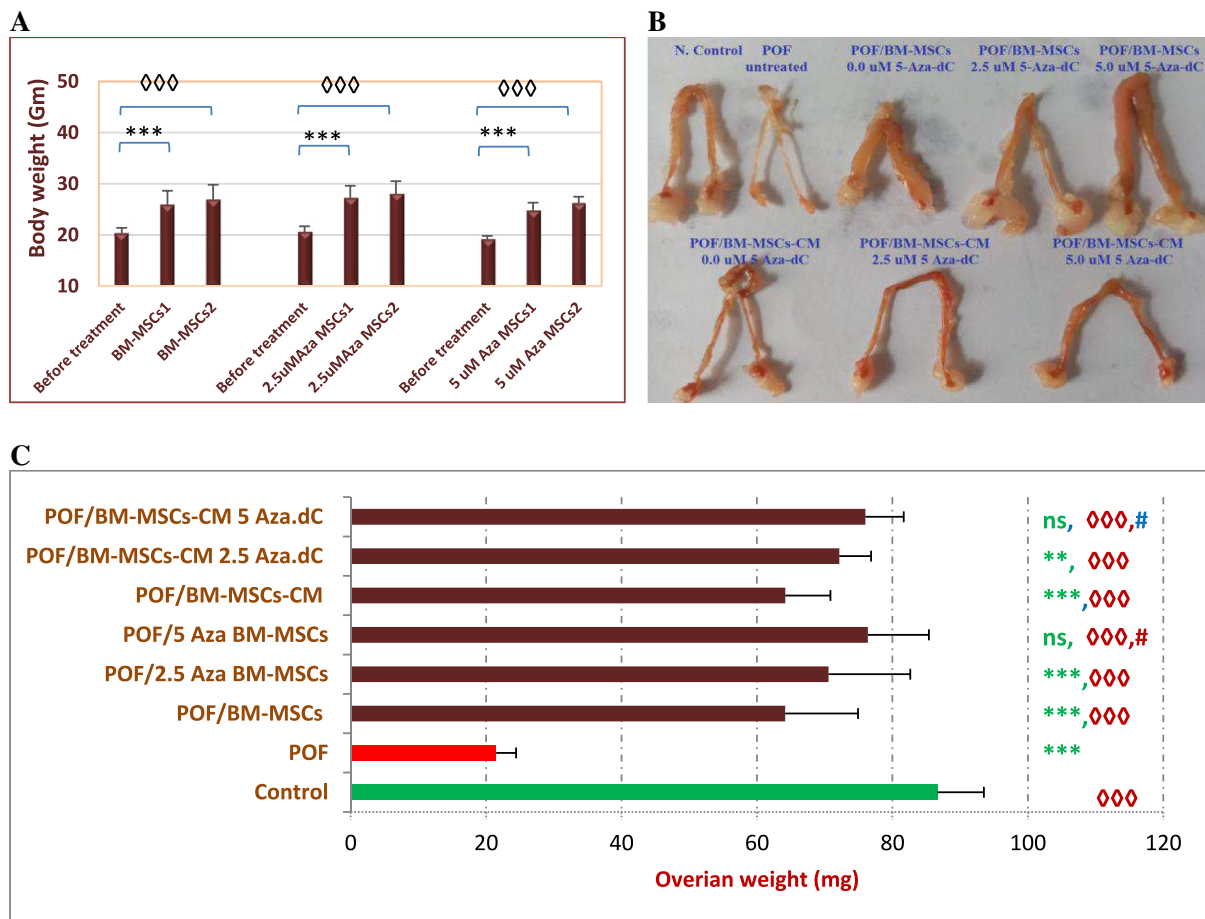 A
Body weight (Gm)
50
40
30
20
10
◊◊◊
***
◊◊◊
***
◊◊◊
***
Before treatment
BM-MSCs1
BM-MSCs2
Before treatment
2.5uMAza MSCs1
2.5uMAza MSCs2
Before treatment
5 uM Aza MSCs1
5 uM Aza MSCs2
B
N. Control
POF
untreated
POF/BM-MSCs
0.0 uM 5-Aza-dC
POF/BM-MSCs
2.5 uM 5-Aza-dC
POF/BM-MSCs
5.0 uM 5-Aza-dC
POF/BM-MSCs-CM
0.0 uM 5 Aza-dC
POF/BM-MSCs-CM
2.5 uM 5 Aza-dC
POF/BM-MSCs-CM
5.0 uM 5 Aza-dC
C
POF/BM-MSCs-CM 5 Aza.dC ns, ◊◊◊,#
POF/BM-MSCs-CM 2.5 Aza.dC **, ◊◊◊
POF/BM-MSCs-CM ***,◊◊◊
POF/5 Aza BM-MSCs ns, ◊◊◊,#
POF/2.5 Aza BM-MSCs ***,◊◊◊
POF/BM-MSCs ***,◊◊◊
POF ***
Control ◊◊◊
0 20 40 60 80 100 120
Overian weight (mg)